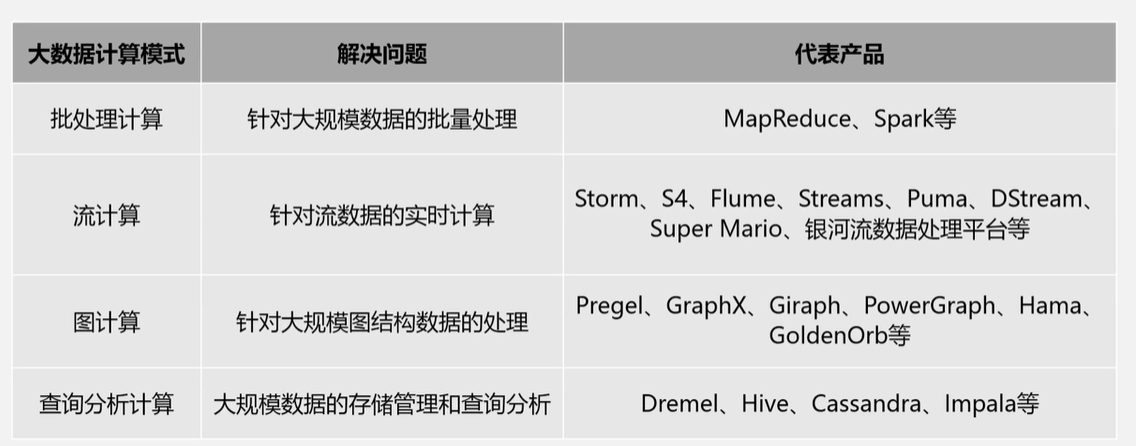 大数据计算模式
解决问题
代表产品
批处理计算
针对大规模数据的批量处理
MapReduce、Spark等
流计算
针对流数据的实时计算
Storm、S4、Flume、Streams、Puma、DStream、
Super Mario、银河流数据处理平台等
图计算
针对大规模图结构数据的处理
Pregel、GraphX、Giraph、PowerGraph、Hama、
GoldenOrb等
查询分析计算
大规模数据的存储管理和查询分析
Dremel、Hive、Cassandra、Impala等